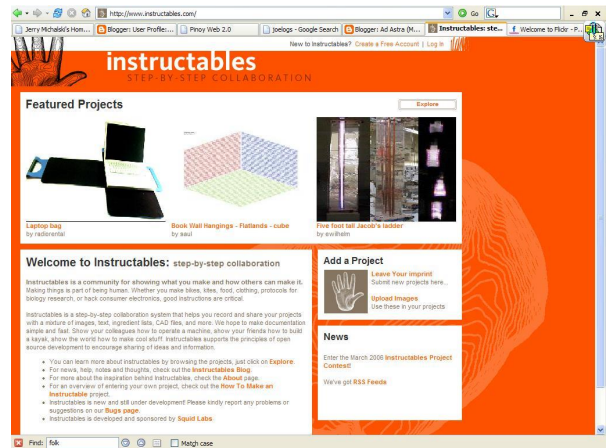 http://www.instructables.com/
Go
Jerry Michalski's Hom...
Blogger: User Profile:...
Pinoy Web 2.0
joelogs - Google Search
Blogger: Ad Astra (M...
Instructables: ste...
Welcome to Flickr - P...
New to Instructables? Create a Free Account | Log in
instructables
STEP-BY-STEP COLLABORATION
Featured Projects
Explore
Laptop bag
by radiorental
Book Wall Hangings - Flatlands - cube
by saul
Five foot tall Jacob's ladder
by ewilhelm
Welcome to Instructables: step-by-step collaboration
Instructables is a community for showing what you make and how others can make it.
Making things is part of being human. Whether you make bikes, kites, food, clothing, protocols for
biology research, or hack consumer electronics, good instructions are critical.
Instructables is a step-by-step collaboration system that helps you record and share your projects
with a mixture of images, text, ingredient lists, CAD files, and more. We hope to make documentation
simple and fast. Show your colleagues how to operate a machine, show your friends how to build
a kayak, show the world how to make cool stuff. Instructables supports the principles of open
source development to encourage sharing of ideas and information.
You can learn more about instructables by browsing the projects, just click on Explore.
For news, help, notes and thoughts, check out the Instructables Blog.
For more about the inspiration behind Instructables, check the About page.
For an overview of entering your own project, check out the How To Make an
Instructable project.
Instructables is new and still under development! Please kindly report any problems or
suggestions on our Bugs page.
Instructables is developed and sponsored by Squid Labs.
Add a Project
Leave Your imprint
Submit new projects here...
Upload Images
Use these in your projects
News
Enter the March 2006 Instructables Project
Contest!
We've got RSS Feeds
Find: folk
Match case